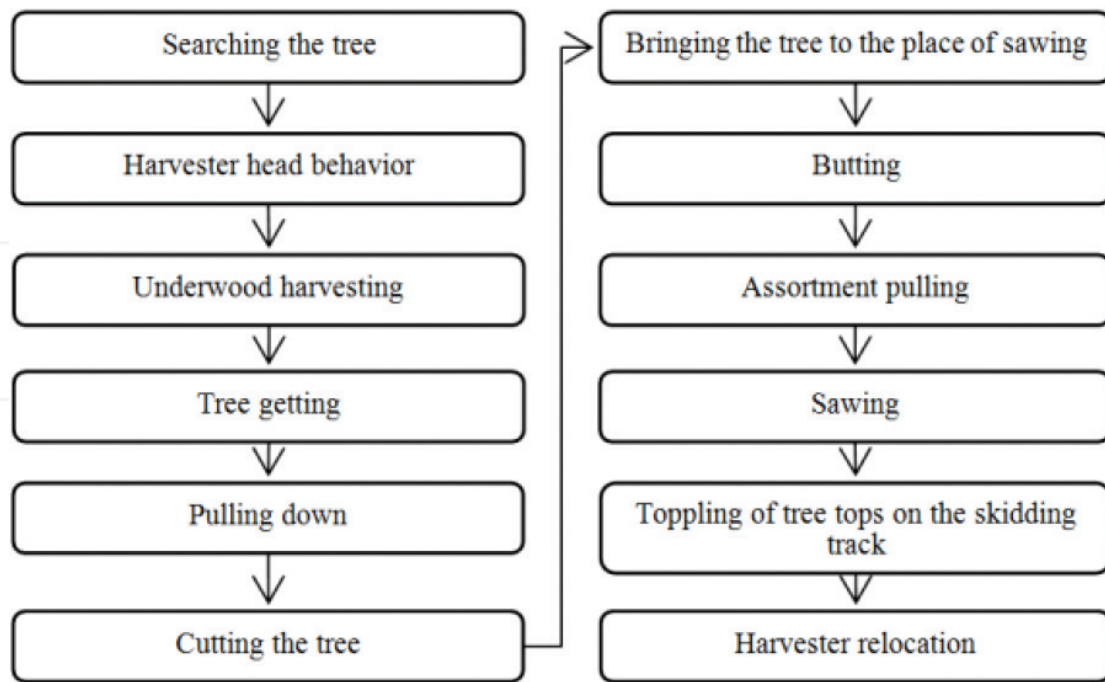 Searching the tree
Harvester head behavior
Underwood harvesting
Tree getting
Pulling down
Cutting the tree
Bringing the tree to the place of sawing
Butting
Assortment pulling
Sawing
Toppling of tree tops on the skidding
track
Harvester relocation